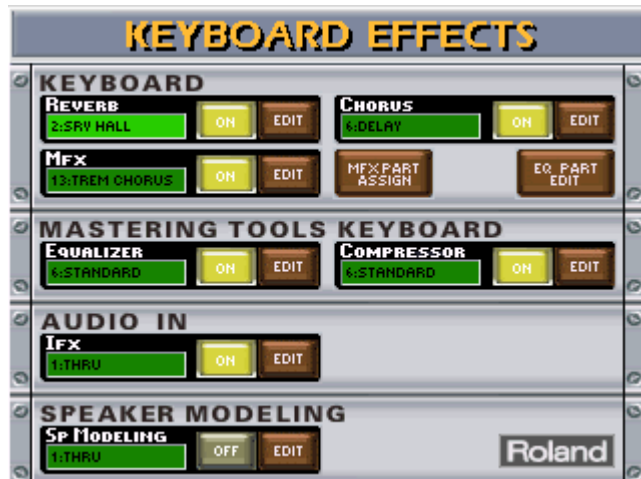 KEYBOARD EFFECTS
KEYBOARD
REVERB
2:SRV HALL
ON
EDIT
CHORUS
6:DELAY
ON
EDIT
MFX
13:TREM CHORUS
ON
EDIT
MFX PART
ASSIGN
EQ PART
EDIT
MASTERING TOOLS KEYBOARD
EQUALIZER
6:STANDARD
ON
EDIT
COMPRESSOR
6:STANDARD
ON
EDIT
AUDIO IN
IFX
1:THRU
ON
EDIT
SPEAKER MODELING
SP MODELING
1:THRU
OFF
EDIT
Roland